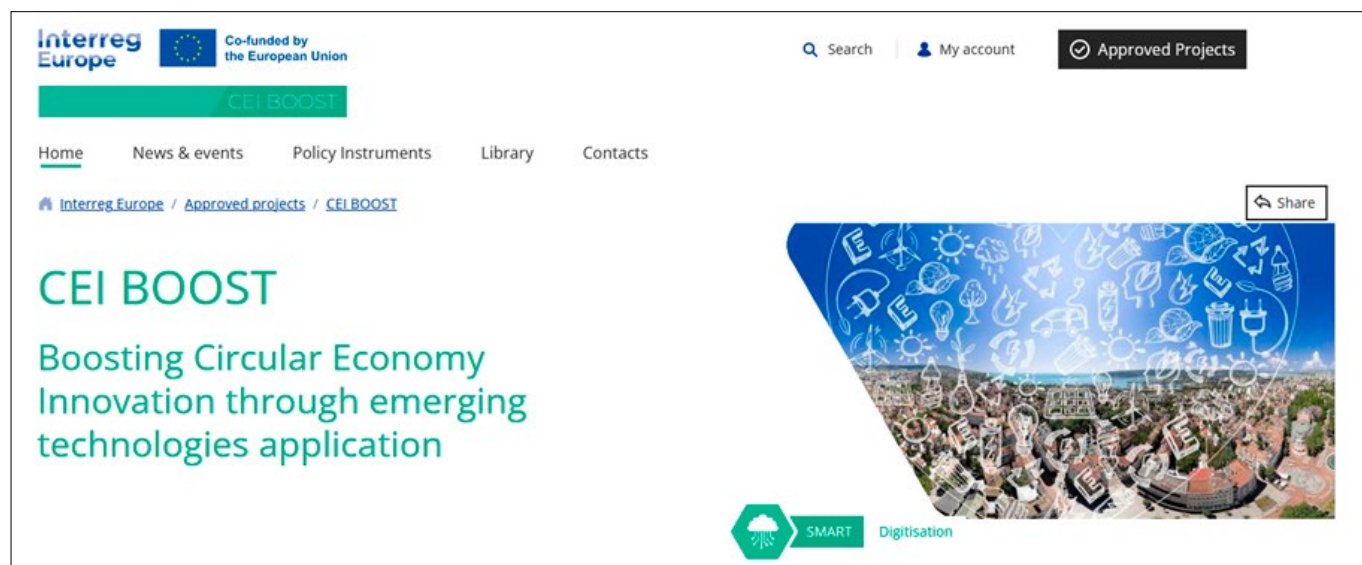 Interreg
Europe
Co-funded by
the European Union
Search
My account
Approved Projects
CEI BOOST
Home
News & events
Policy Instruments
Library
Contacts
Interreg Europe / Approved projects / CEI BOOST
Share
CEI BOOST
Boosting Circular Economy
Innovation through emerging
technologies application
SMART
Digitisation